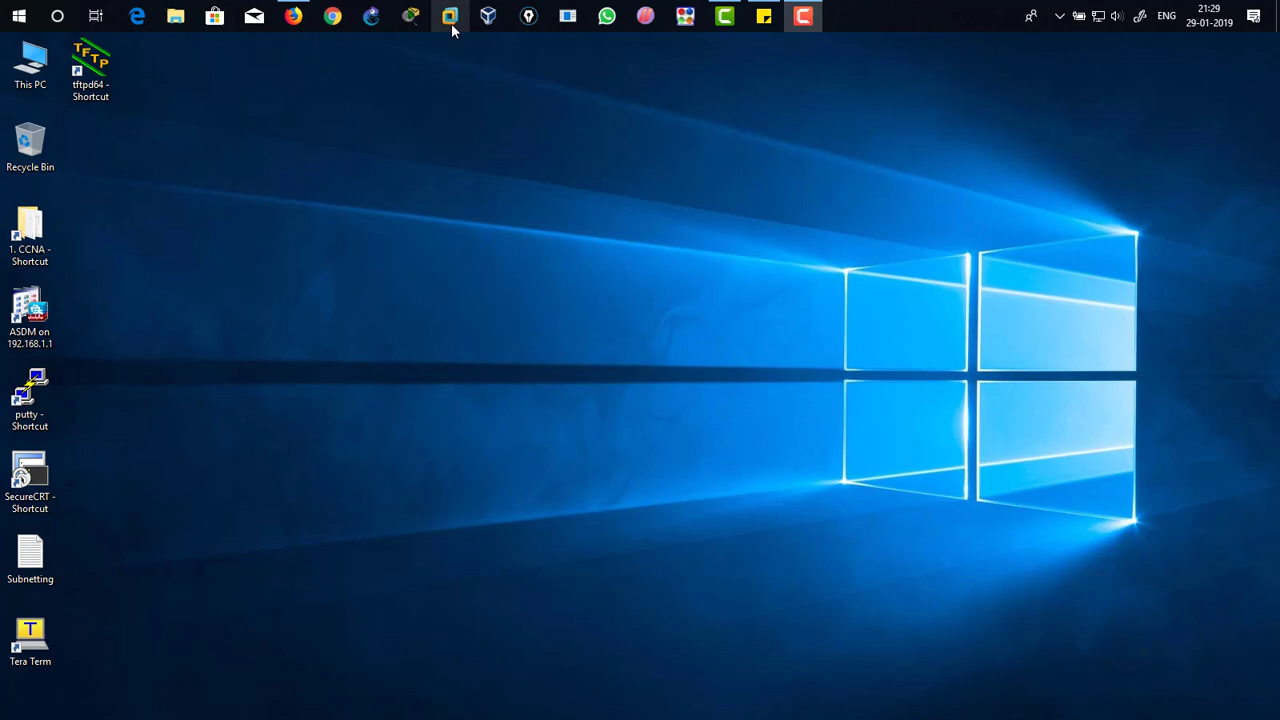 ENG
21:29
29-01-2019
This PC
TFTP
tftpd64 -
Shortcut
Recycle Bin
1. CCNA -
Shortcut
ASDM on
192.168.1.1
putty -
Shortcut
SecureCRT -
Shortcut
Subnetting
T
Tera Term